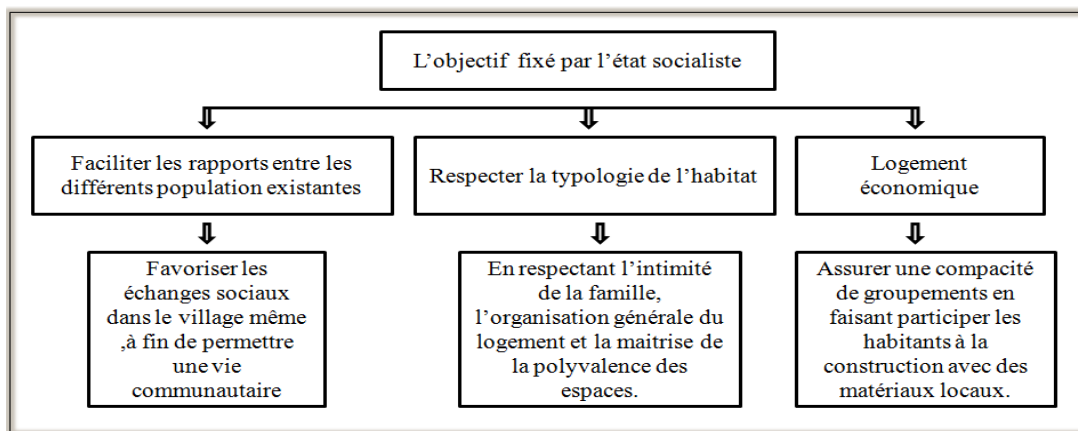 L'objectif fixé par l'état socialiste
Faciliter les rapports entre les
différents population existantes
Respecter la typologie de l'habitat
Logement
économique
Favoriser les
échanges sociaux
dans le village même
,à fin de permettre
une vie
communautaire
En respectant l'intimité
de la famille,
l'organisation générale du
logement et la maitrise de
la polyvalence des
espaces.
Assurer une compacité
de groupements en
faisant participer les
habitants à la
construction avec des
matériaux locaux.